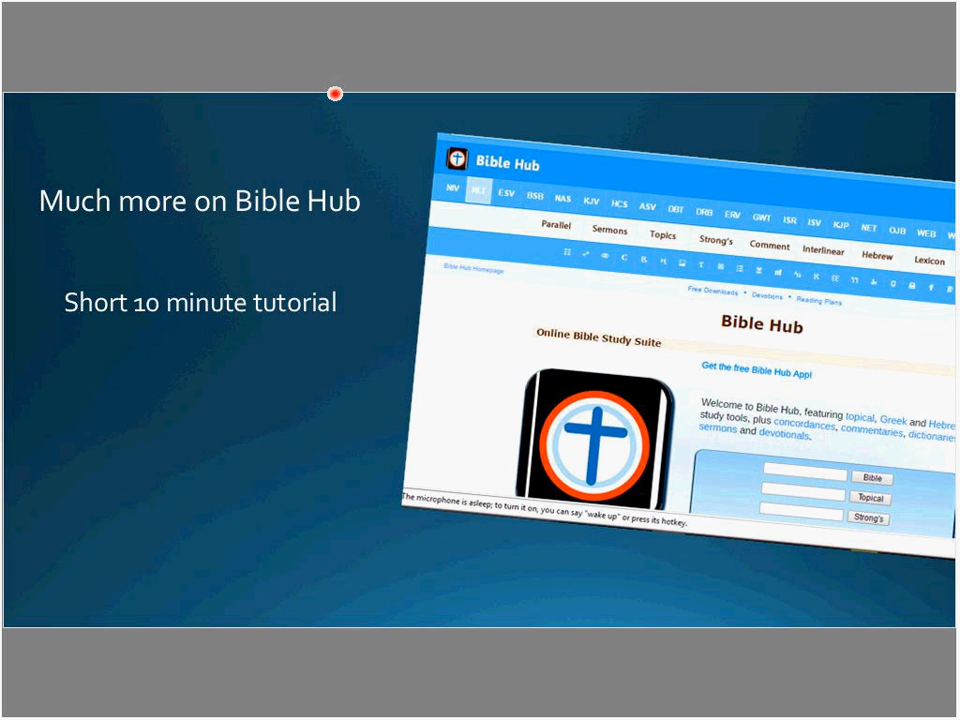 Much more on Bible Hub
Short 10 minute tutorial
Bible Hub
NIV NLT ESV BSB NAS KJV HCS ASV DBT DRB ERV GWT ISR ISV KJP NET OJB WEB W
Parallel Sermons Topics Strong's Comment Interlinear Hebrew Lexicon
Bible Hub Homepage
Free Downloads • Devotions • Reading Plans
Bible Hub
Online Bible Study Suite
Get the free Bible Hub App!
Welcome to Bible Hub, featuring topical, Greek and Hebre
study tools, plus concordances, commentaries, dictionarie
sermons and devotionals.
Bible
Topical
Strong's
The microphone is asleep; to turn it on, you can say "wake up" or press its hotkey.